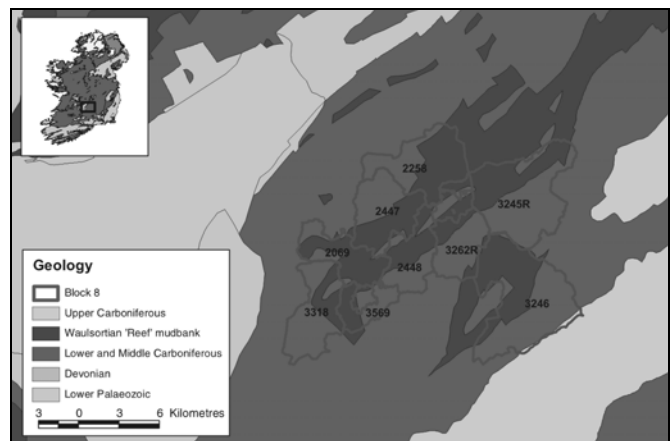 2258
2447
3245R
2069
3262R
2448
3246
3318
3569
Geology
Block 8
Upper Carboniferous
Waulsortian 'Reef' mudbank
Lower and Middle Carboniferous
Devonian
Lower Palaeozoic
3 0 3 6 Kilometres